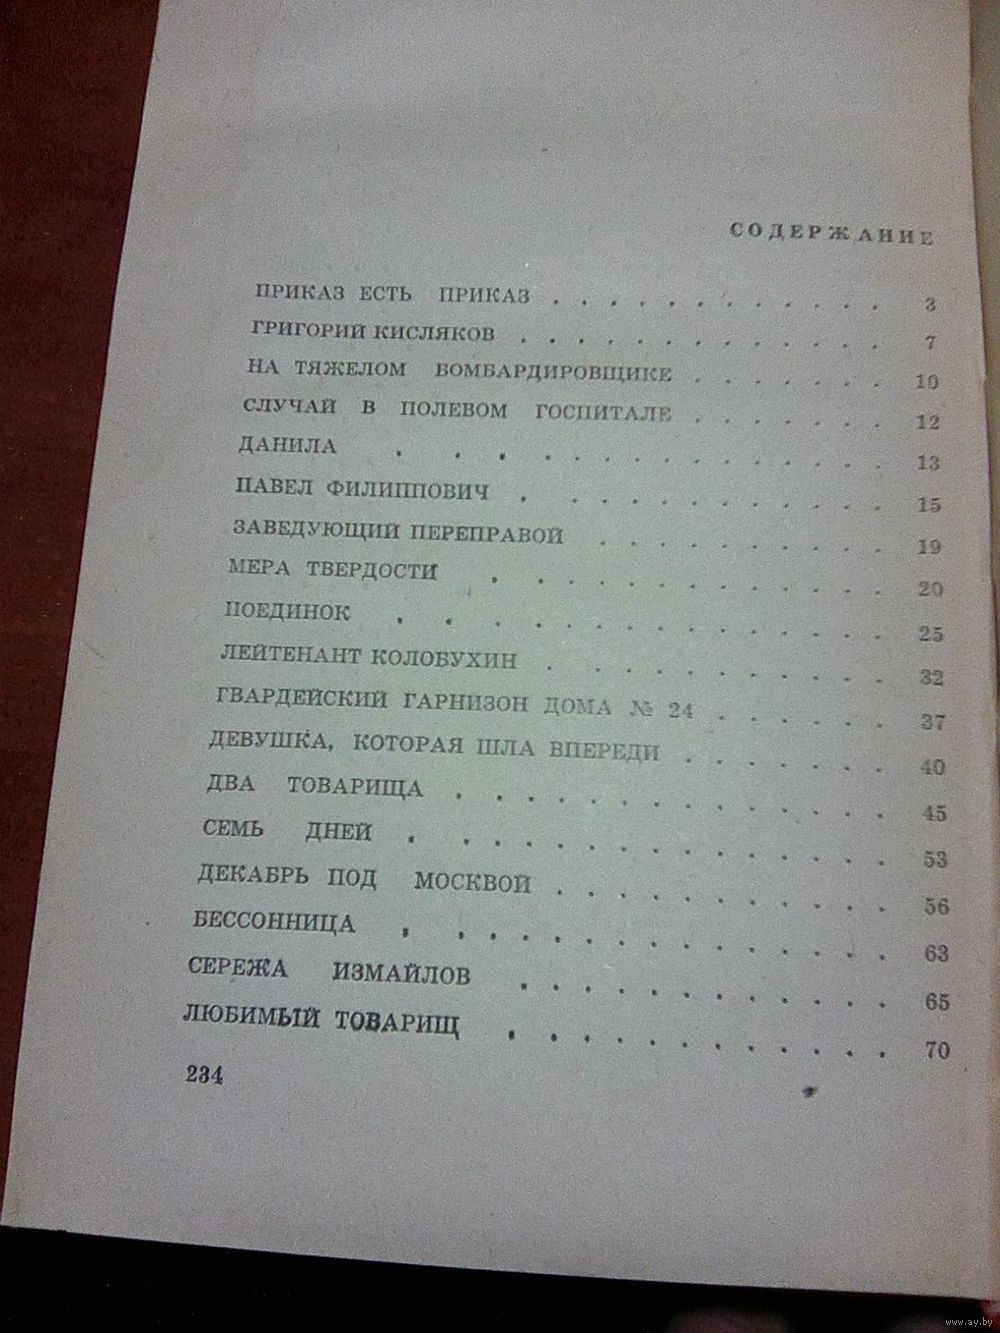 СОДЕРЖАНИЕ
ПРИКАЗ ЕСТЬ ПРИКАЗ . . . . . . . . . . . . 3
ГРИГОРИЙ КИСЛЯКОВ . . . . . . . . . . . . . 7
НА ТЯЖЕЛОМ БОМБАРДИРОВЩИКЕ . . . . . . . 10
СЛУЧАЙ В ПОЛЕВОМ ГОСПИТАЛЕ . . . . . . . 12
ДАНИЛА . . . . . . . . . . . . . . . 13
ПАВЕЛ ФИЛИППОВИЧ . . . . . . . . . . . . 15
ЗАВЕДУЮЩИЙ ПЕРЕПРАВОЙ . . . . . . . . . . 19
МЕРА ТВЕРДОСТИ . . . . . . . . . . . . . 20
ПОЕДИНОК . . . . . . . . . . . . . . . 25
ЛЕЙТЕНАНТ КОЛОБУХИН . . . . . . . . . . . 32
ГВАРДЕЙСКИЙ ГАРНИЗОН ДОМА № 24 . . . . . . 37
ДЕВУШКА, КОТОРАЯ ШЛА ВПЕРЕДИ . . . . . . . 40
ДВА ТОВАРИЩА . . . . . . . . . . . . . . 45
СЕМЬ ДНЕЙ . . . . . . . . . . . . . . . 53
ДЕКАБРЬ ПОД МОСКВОЙ . . . . . . . . . . . 56
БЕССОННИЦА . . . . . . . . . . . . . . . 63
СЕРЕЖА ИЗМАЙЛОВ . . . . . . . . . . . . 65
ЛЮБИМЫЙ ТОВАРИЩ . . . . . . . . . . . . 70
234
www.ay.by